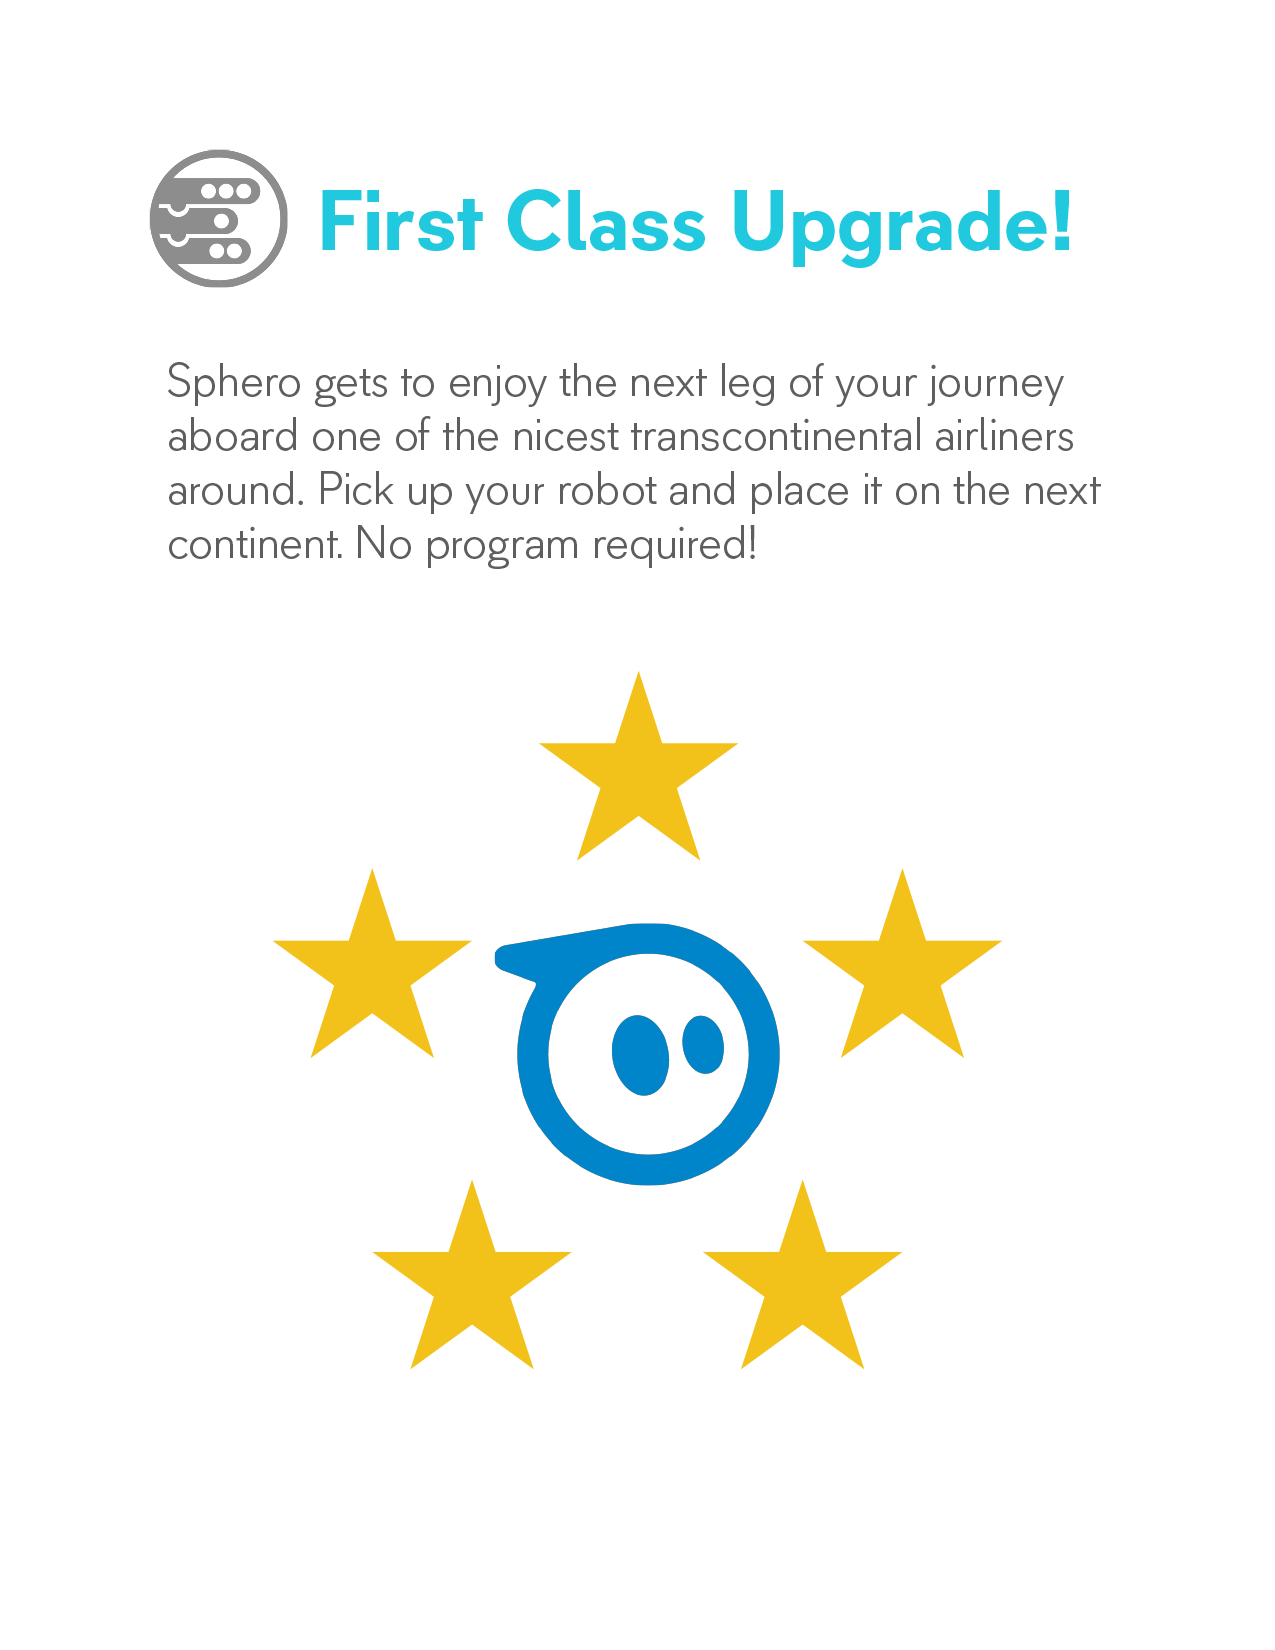 First Class Upgrade!
Sphero gets to enjoy the next leg of your journey
aboard one of the nicest transcontinental airliners
around. Pick up your robot and place it on the next
continent. No program required!